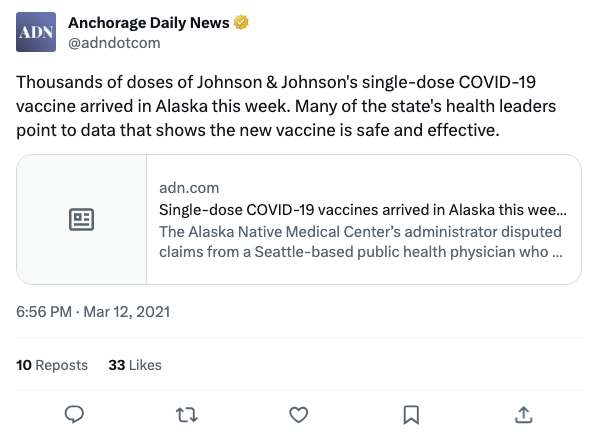 ADN
Anchorage Daily News
@adndotcom
Thousands of doses of Johnson & Johnson's single-dose COVID-19
vaccine arrived in Alaska this week. Many of the state's health leaders
point to data that shows the new vaccine is safe and effective.
adn.com
Single-dose COVID-19 vaccines arrived in Alaska this wee...
The Alaska Native Medical Center’s administrator disputed
claims from a Seattle-based public health physician who ...
6:56 PM · Mar 12, 2021
10 Reposts 33 Likes